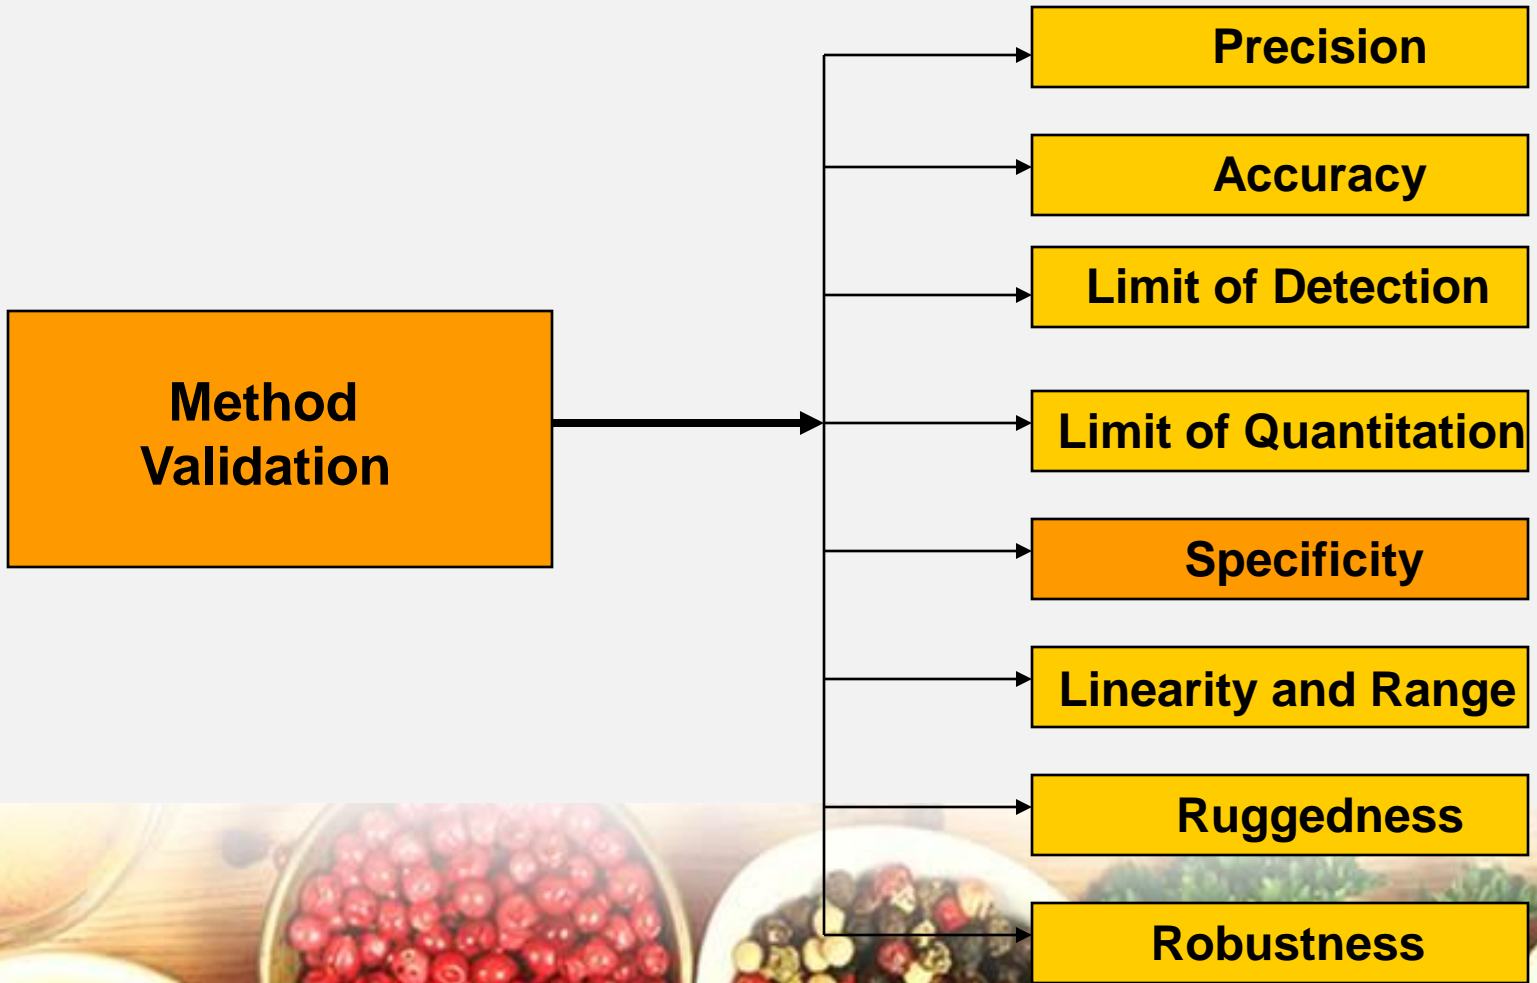 Method
Validation
Precision
Accuracy
Limit of Detection
Limit of Quantitation
Specificity
Linearity and Range
Ruggedness
Robustness